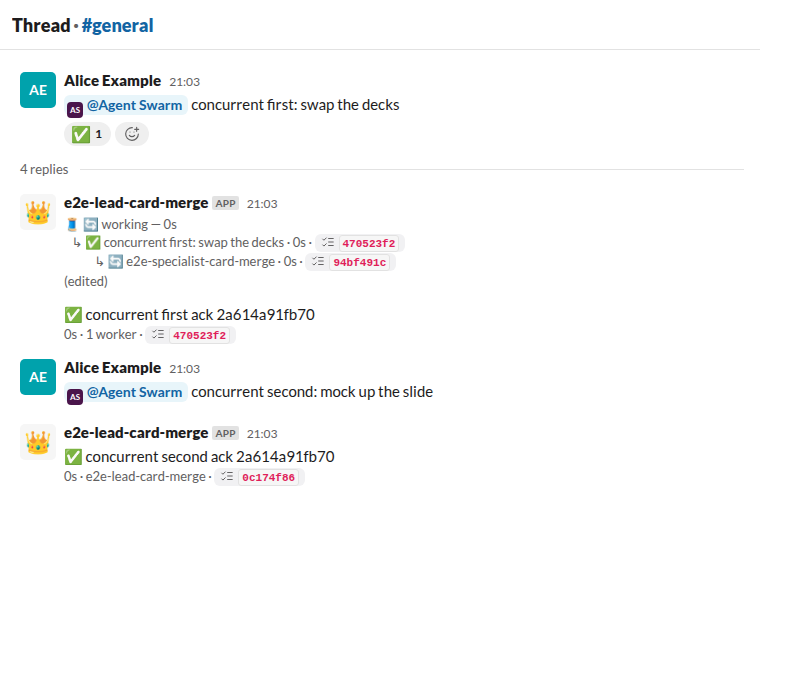 Thread • #general
AE
Alice Example 21:03
AS @Agent Swarm concurrent first: swap the decks
✅ 1
4 replies
e2e-lead-card-merge APP 21:03
🧵 🔄 working — 0s
↳ ✅ concurrent first: swap the decks · 0s · 470523f2
↳ 🔄 e2e-specialist-card-merge · 0s · 94bf491c
(edited)
✅ concurrent first ack 2a614a91fb70
0s · 1 worker · 470523f2
AE
Alice Example 21:03
AS @Agent Swarm concurrent second: mock up the slide
e2e-lead-card-merge APP 21:03
✅ concurrent second ack 2a614a91fb70
0s · e2e-lead-card-merge · 0c174f86